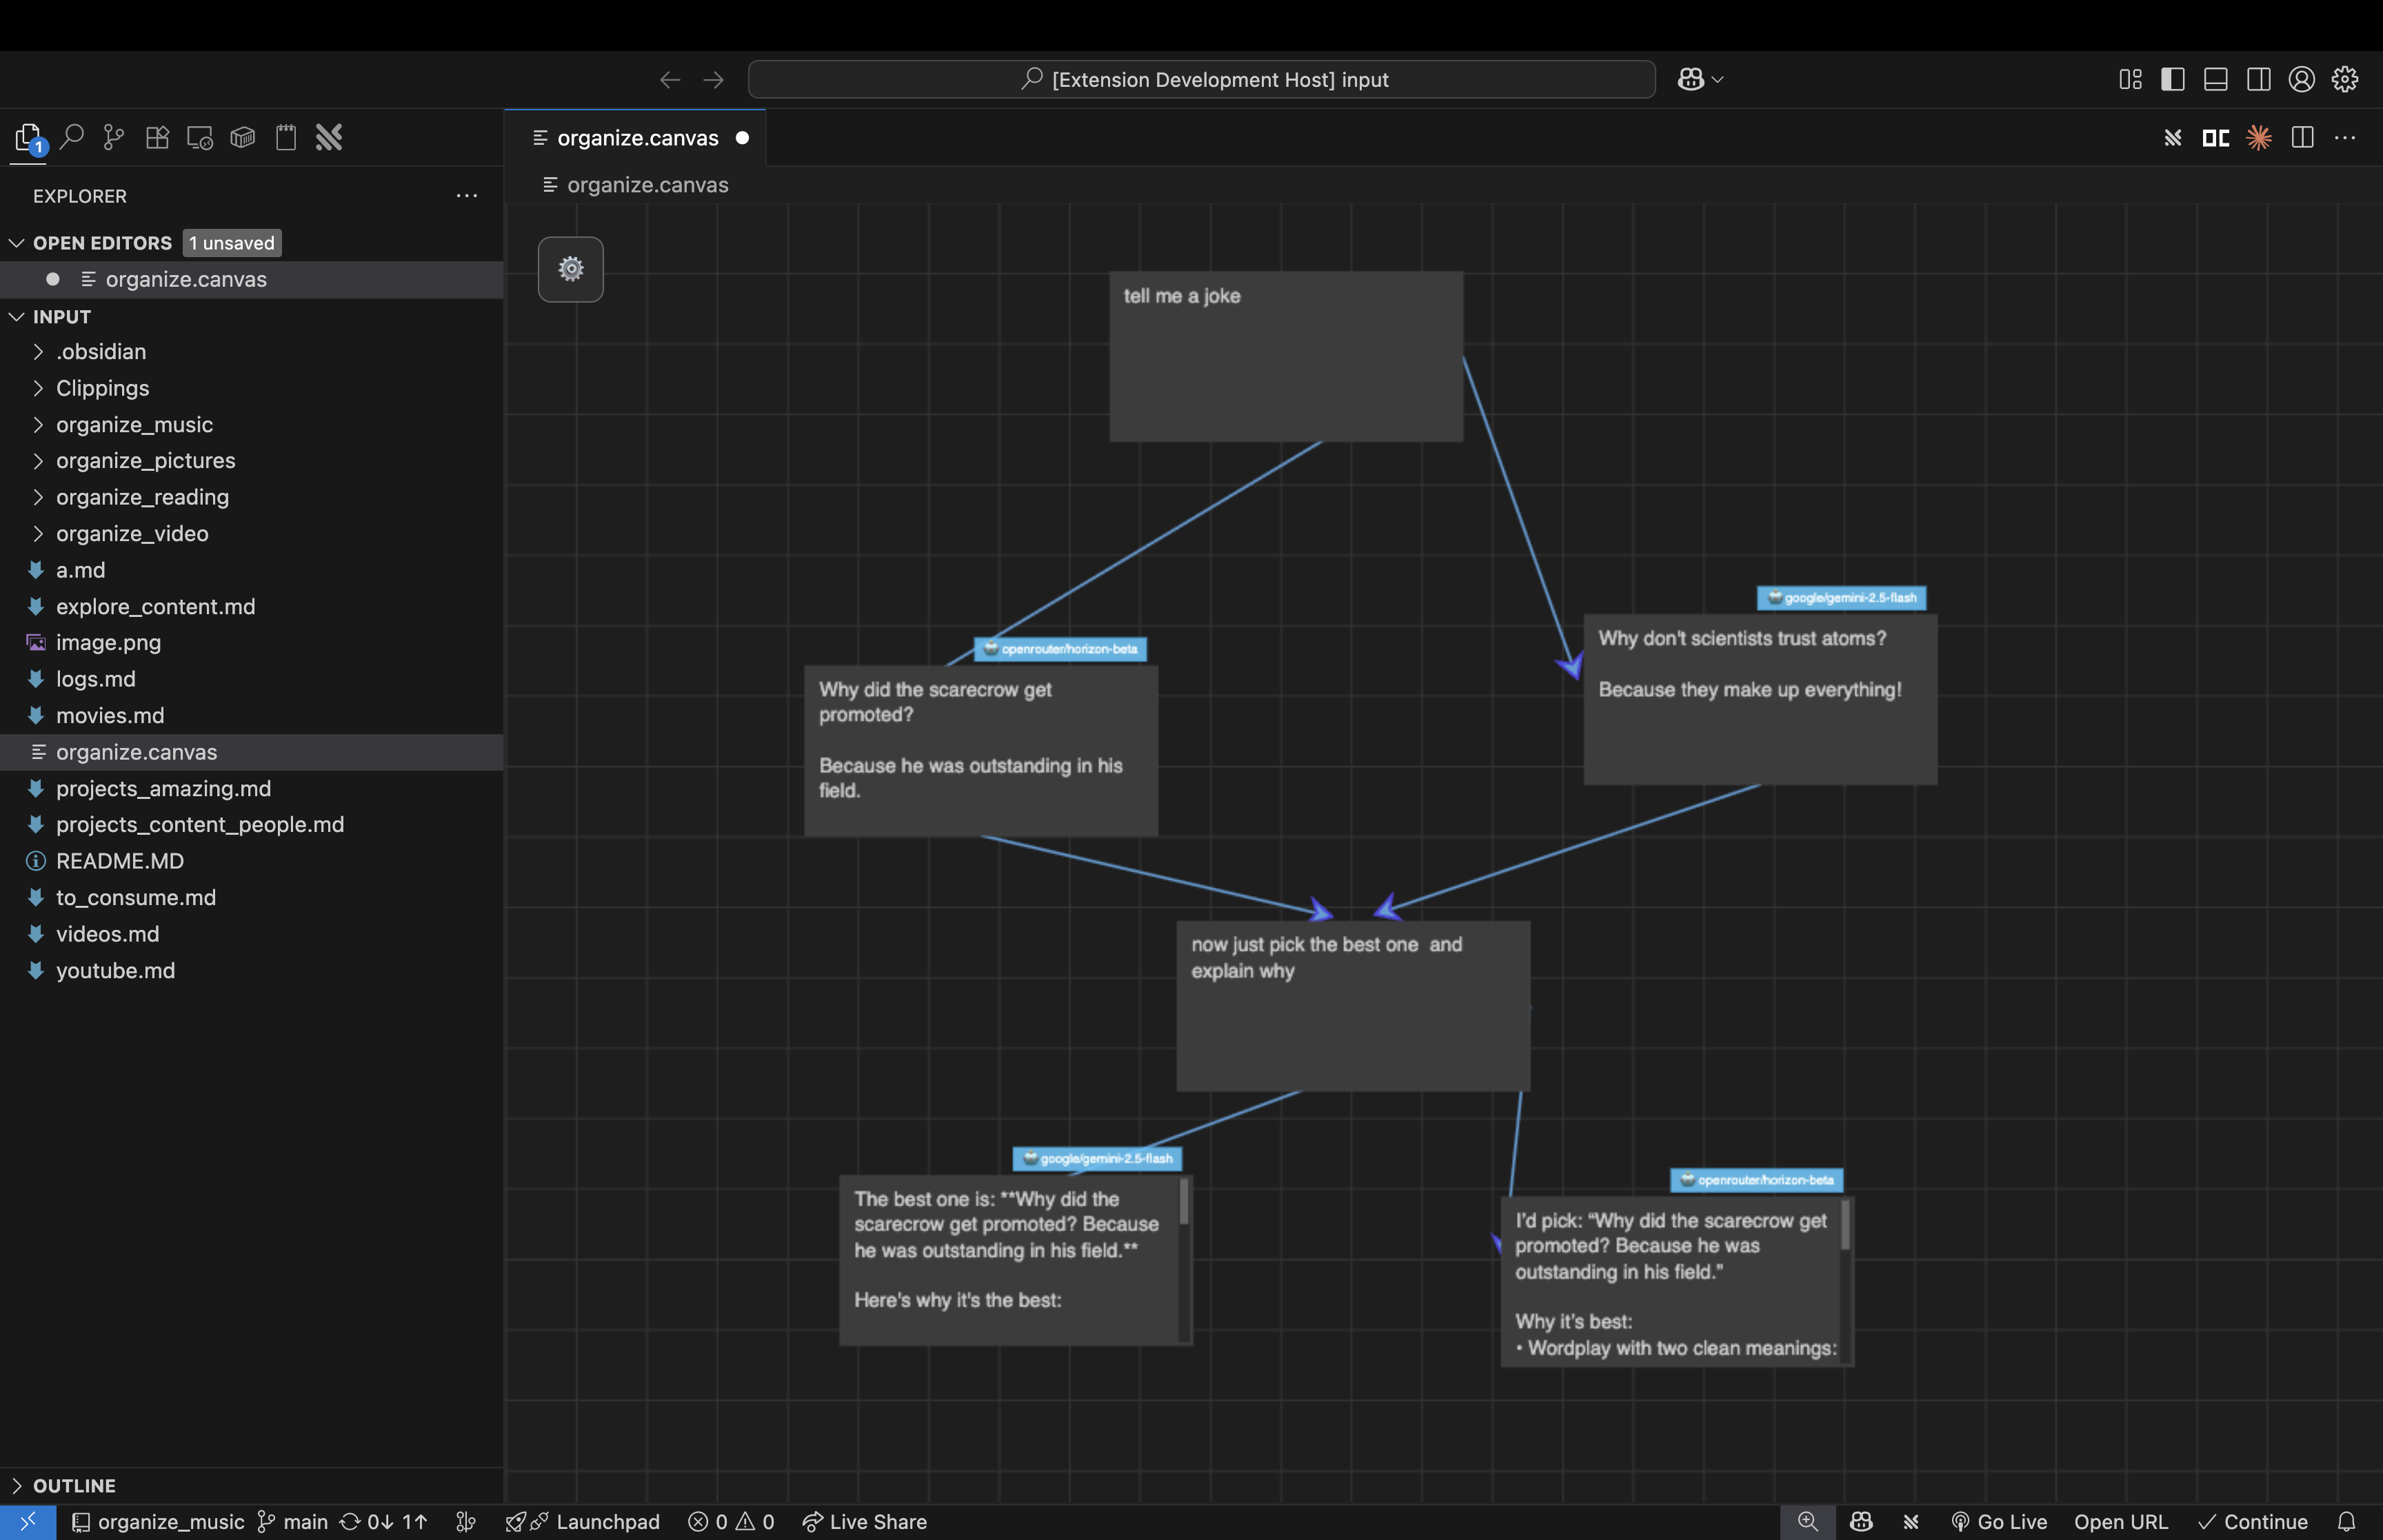 [Extension Development Host] input
1
organize.canvas
organize.canvas
EXPLORER
OPEN EDITORS 1 unsaved
organize.canvas
INPUT
.obsidian
Clippings
organize_music
organize_pictures
organize_reading
organize_video
a.md
explore_content.md
image.png
logs.md
movies.md
organize.canvas
projects_amazing.md
projects_content_people.md
README.MD
to_consume.md
videos.md
youtube.md
OUTLINE
tell me a joke
openrouter/horizon-beta
Why did the scarecrow get
promoted?
Because he was outstanding in his
field.
google/gemini-2.5-flash
Why don't scientists trust atoms?
Because they make up everything!
now just pick the best one  and
explain why
google/gemini-2.5-flash
The best one is: **Why did the
scarecrow get promoted? Because
he was outstanding in his field.**
Here's why it's the best:
openrouter/horizon-beta
I’d pick: “Why did the scarecrow get
promoted? Because he was
outstanding in his field.”
Why it’s best:
• Wordplay with two clean meanings:
organize_music main 0↓ 1↑ Launchpad 0 0 Live Share Go Live Open URL Continue